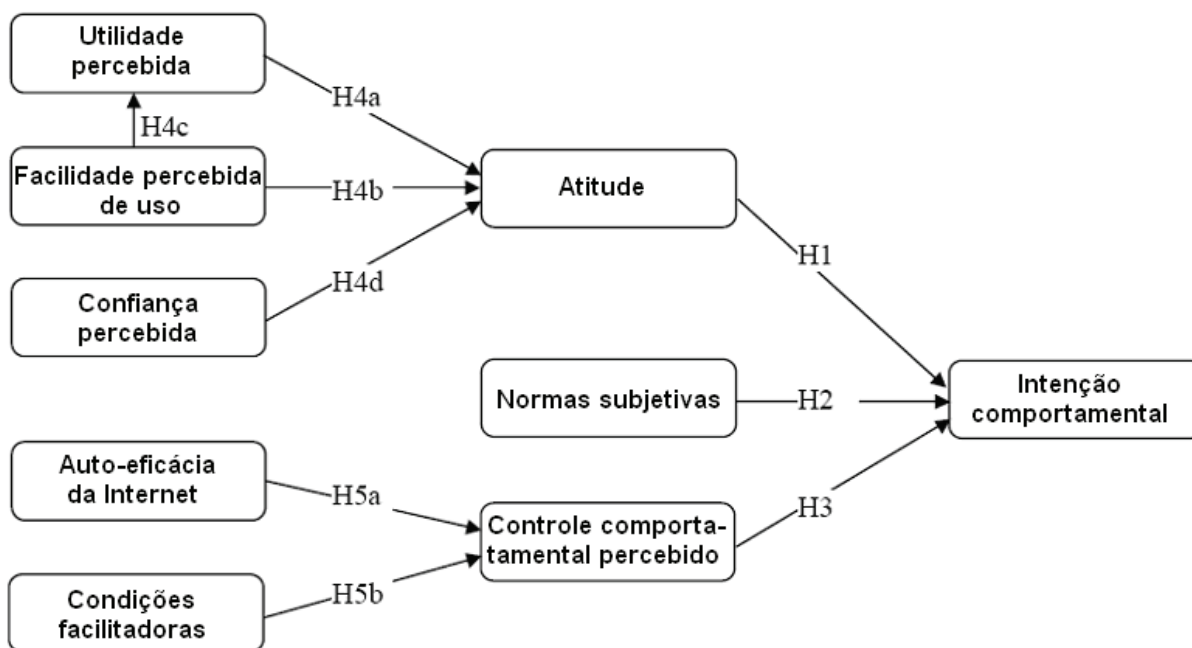 Utilidade
percebida
H4a
H4c
Facilidade percebida
de uso
H4b
Atitude
H4d
Confiança
percebida
H1
Normas subjetivas
H2
Intenção
comportamental
Auto-eficácia
da Internet
H5a
Controle comporta-
tamental percebido
H3
Condições
facilitadoras
H5b